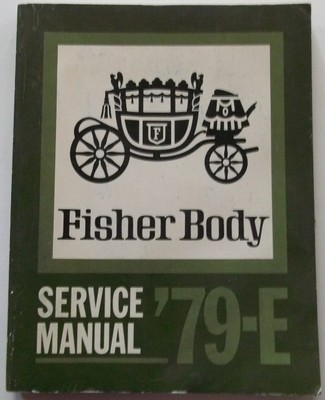 F
Fisher Body
SERVICE
MANUAL
'79-E